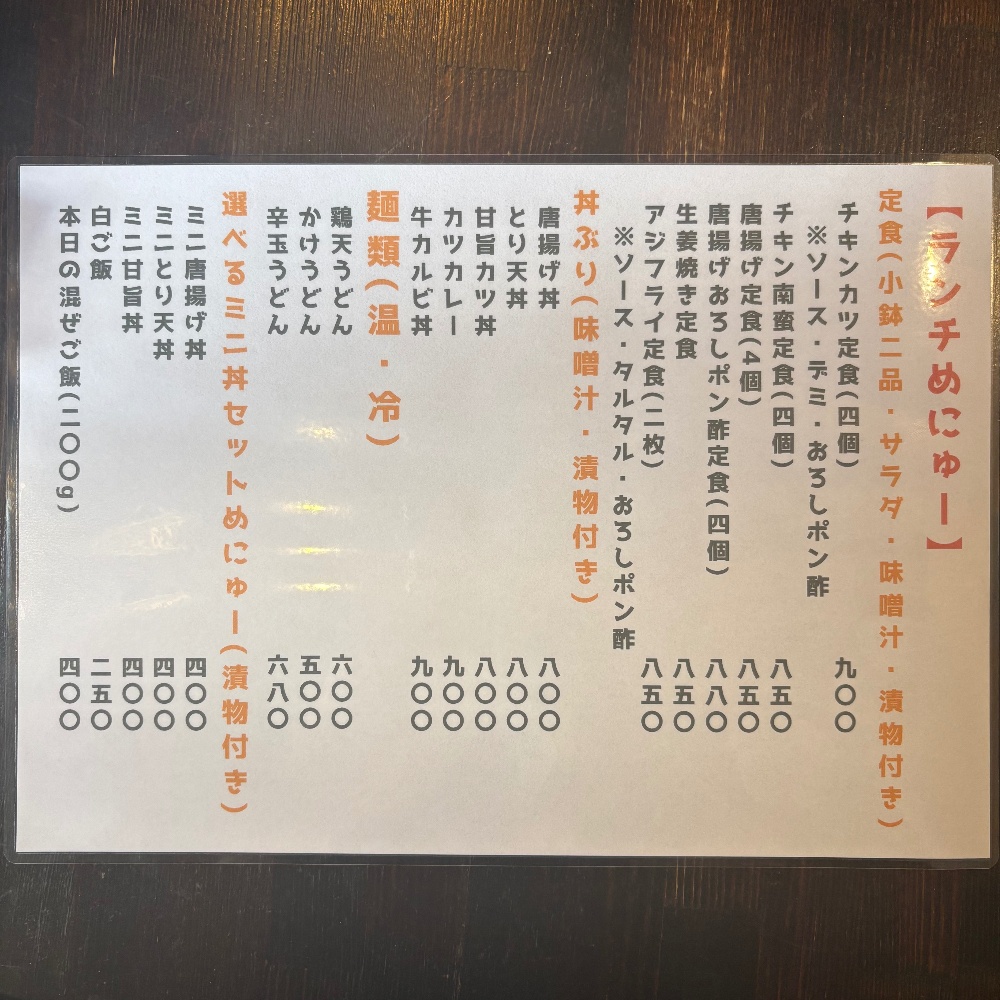 【ランチめにゅー】
定食(小鉢二品・サラダ・味噌汁・漬物付き)
チキンカツ定食(四個) 九〇〇
※ソース・デミ・おろしポン酢
チキン南蛮定食(四個) 八五〇
唐揚げ定食(4個) 八五〇
唐揚げおろしポン酢定食(四個) 八八〇
生姜焼き定食 八五〇
アジフライ定食(二枚) 八五〇
※ソース・タルタル・おろしポン酢
丼ぶり(味噌汁・漬物付き)
唐揚げ丼 八〇〇
とり天丼 八〇〇
甘旨カツ丼 八〇〇
カツカレー 九〇〇
牛カルビ丼 九〇〇
麺類(温・冷)
鶏天うどん 六〇〇
かけうどん 五〇〇
辛玉うどん 六八〇
選べるミニ丼セットめにゅー(漬物付き)
ミニ唐揚げ丼 四〇〇
ミニとり天丼 四〇〇
ミニ甘旨丼 四〇〇
白ご飯 二五〇
本日の混ぜご飯(二〇〇g) 四〇〇